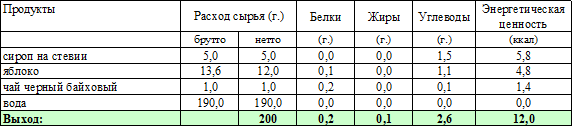 Продукты Расход сырья (г.) Белки Жиры Углеводы Энергетическая ценность
брутто нетто (г.) (г.) (г.) (ккал)
сироп на стевии 5,0 5,0 0,0 0,0 1,5 5,8
яблоко 13,6 12,0 0,1 0,0 1,1 4,8
чай черный байховый 1,0 1,0 0,2 0,0 0,1 1,4
вода 190,0 190,0 0,0 0,0 0,0 0,0
Выход: 200 0,2 0,1 2,6 12,0